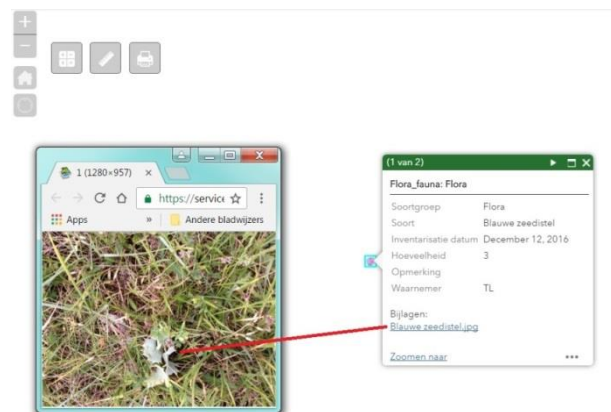 1 (1280×957)
https://service
Apps » Andere bladwijzers
(1 van 2)
Flora_fauna: Flora
Soortgroep Flora
Soort Blauwe zeedistel
Inventarisatie datum December 12, 2016
Hoeveelheid 3
Opmerking
Waarnemer TL
Bijlagen:
Blauwe zeedistel.jpg
Zoomen naar